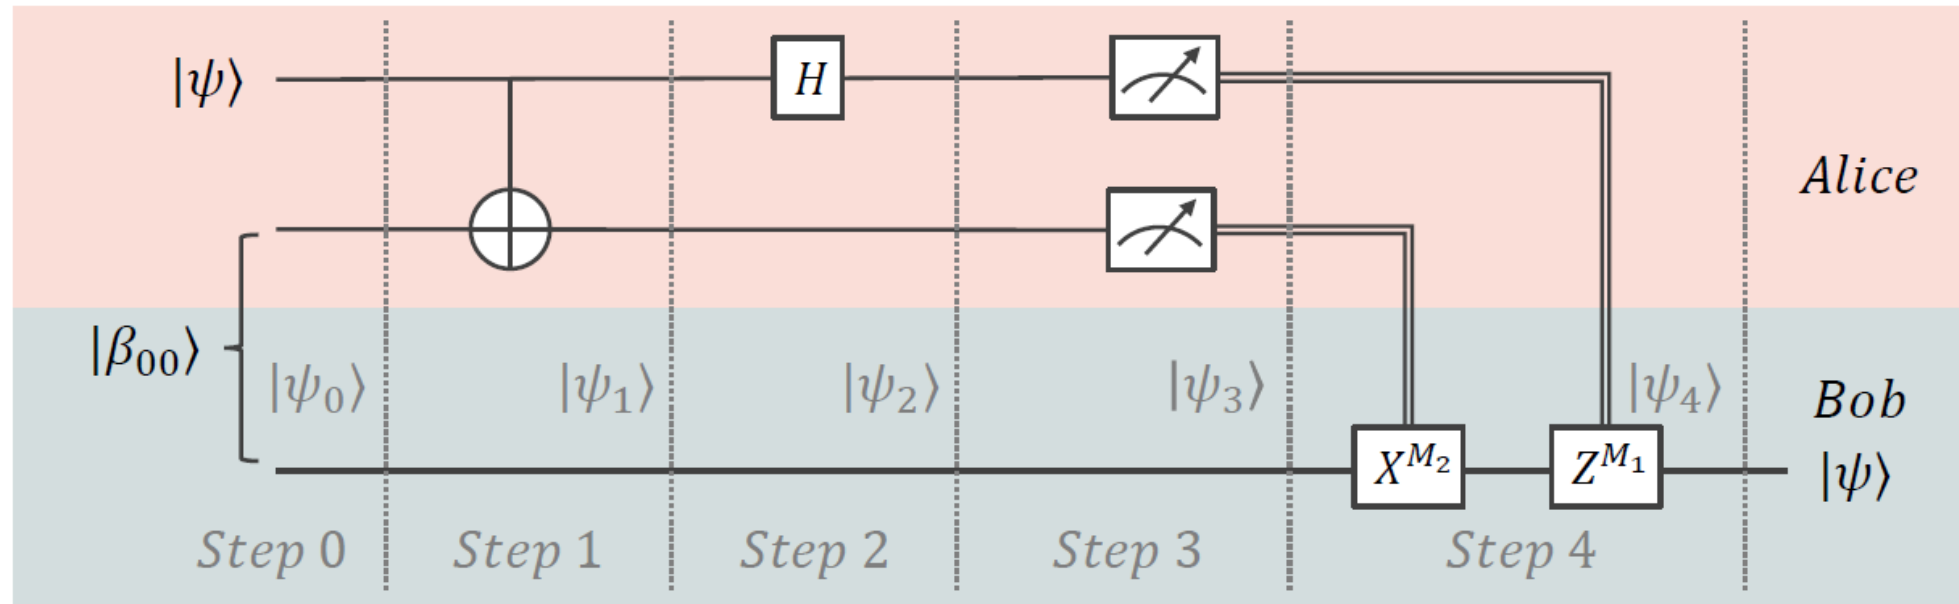 |ψ⟩ H
Alice
|β₀₀⟩ |ψ₀⟩ |ψ₁⟩ |ψ₂⟩ |ψ₃⟩ |ψ₄⟩
Bob
X^{M₂} Z^{M₁} |ψ⟩
Step 0 Step 1 Step 2 Step 3 Step 4